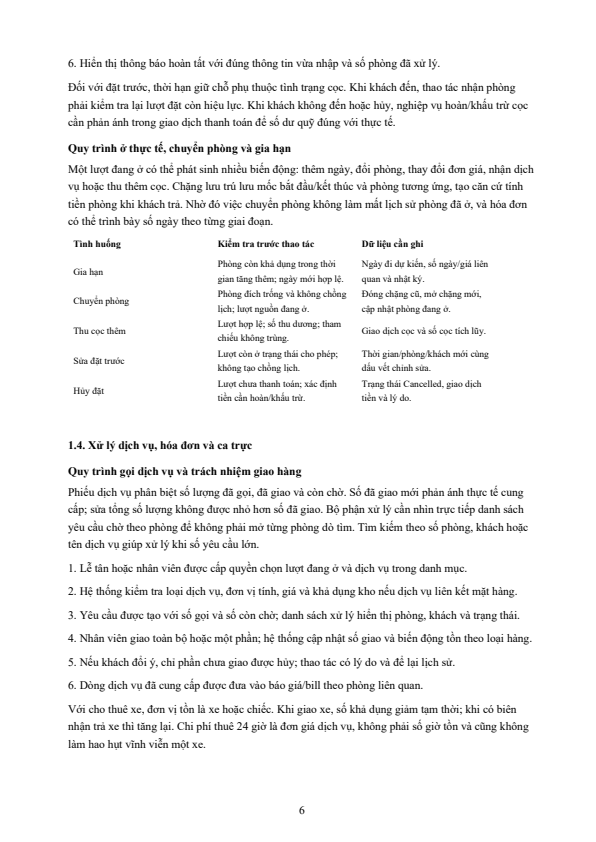 6. Hiển thị thông báo hoàn tất với đúng thông tin vừa nhập và số phòng đã xử lý.
Đối với đặt trước, thời hạn giữ chỗ phụ thuộc tình trạng cọc. Khi khách đến, thao tác nhận phòng
phải kiểm tra lại lượt đặt còn hiệu lực. Khi khách không đến hoặc hủy, nghiệp vụ hoàn/khấu trừ cọc
cần phản ánh trong giao dịch thanh toán để số dư quỹ đúng với thực tế.
Quy trình ở thực tế, chuyển phòng và gia hạn
Một lượt đang ở có thể phát sinh nhiều biến động: thêm ngày, đổi phòng, thay đổi đơn giá, nhận dịch
vụ hoặc thu thêm cọc. Chặng lưu trú lưu mốc bắt đầu/kết thúc và phòng tương ứng, tạo căn cứ tính
tiền phòng khi khách trả. Nhờ đó việc chuyển phòng không làm mất lịch sử phòng đã ở, và hóa đơn
có thể trình bày số ngày theo từng giai đoạn.
Tình huống Kiểm tra trước thao tác Dữ liệu cần ghi
Gia hạn Phòng còn khả dụng trong thời gian tăng thêm; ngày mới hợp lệ. Ngày đi dự kiến, số ngày/giá liên quan và nhật ký.
Chuyển phòng Phòng đích trống và không chồng lịch; lượt nguồn đang ở. Đóng chặng cũ, mở chặng mới, cập nhật phòng đang ở.
Thu cọc thêm Lượt hợp lệ; số thu dương; tham chiếu không trùng. Giao dịch cọc và số cọc tích lũy.
Sửa đặt trước Lượt còn ở trạng thái cho phép; không tạo chồng lịch. Thời gian/phòng/khách mới cùng dấu vết chỉnh sửa.
Hủy đặt Lượt chưa thanh toán; xác định tiền cần hoàn/khấu trừ. Trạng thái Cancelled, giao dịch tiền và lý do.
1.4. Xử lý dịch vụ, hóa đơn và ca trực
Quy trình gọi dịch vụ và trách nhiệm giao hàng
Phiếu dịch vụ phân biệt số lượng đã gọi, đã giao và còn chờ. Số đã giao mới phản ánh thực tế cung
cấp; sửa tổng số lượng không được nhỏ hơn số đã giao. Bộ phận xử lý cần nhìn trực tiếp danh sách
yêu cầu chờ theo phòng để không phải mở từng phòng dò tìm. Tìm kiếm theo số phòng, khách hoặc
tên dịch vụ giúp xử lý khi số yêu cầu lớn.
1. Lễ tân hoặc nhân viên được cấp quyền chọn lượt đang ở và dịch vụ trong danh mục.
2. Hệ thống kiểm tra loại dịch vụ, đơn vị tính, giá và khả dụng kho nếu dịch vụ liên kết mặt hàng.
3. Yêu cầu được tạo với số gọi và số còn chờ; danh sách xử lý hiển thị phòng, khách và trạng thái.
4. Nhân viên giao toàn bộ hoặc một phần; hệ thống cập nhật số giao và biến động tồn theo loại hàng.
5. Nếu khách đổi ý, chỉ phần chưa giao được hủy; thao tác có lý do và để lại lịch sử.
6. Dòng dịch vụ đã cung cấp được đưa vào báo giá/bill theo phòng liên quan.
Với cho thuê xe, đơn vị tồn là xe hoặc chiếc. Khi giao xe, số khả dụng giảm tạm thời; khi có biên
nhận trả xe thì tăng lại. Chi phí thuê 24 giờ là đơn giá dịch vụ, không phải số giờ tồn và cũng không
làm hao hụt vĩnh viễn một xe.
6